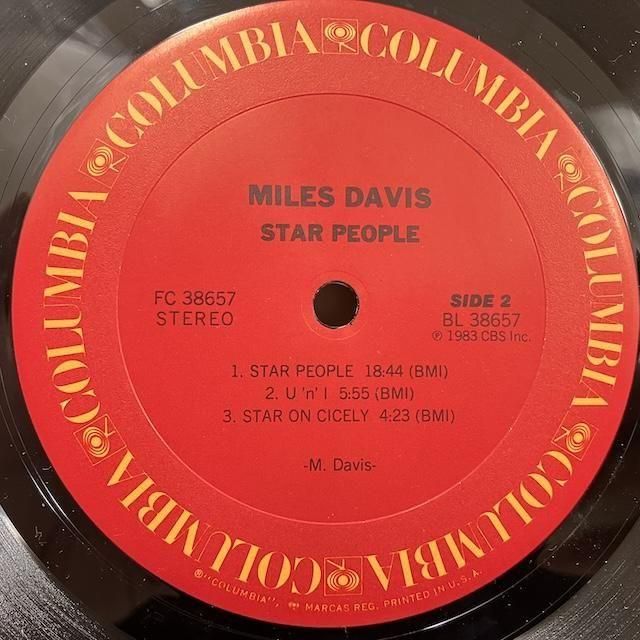 COLUMBIA COLUMBIA COLUMBIA COLUMBIA COLUMBIA COLUMBIA COLUMBIA
MILES DAVIS
STAR PEOPLE
FC 38657
STEREO
SIDE 2
BL 38657
℗ 1983 CBS Inc.
1. STAR PEOPLE 18:44 (BMI)
2. U 'n' I 5:55 (BMI)
3. STAR ON CICELY 4:23 (BMI)
-M. Davis-
® "COLUMBIA", MARCAS REG. PRINTED IN U.S.A.